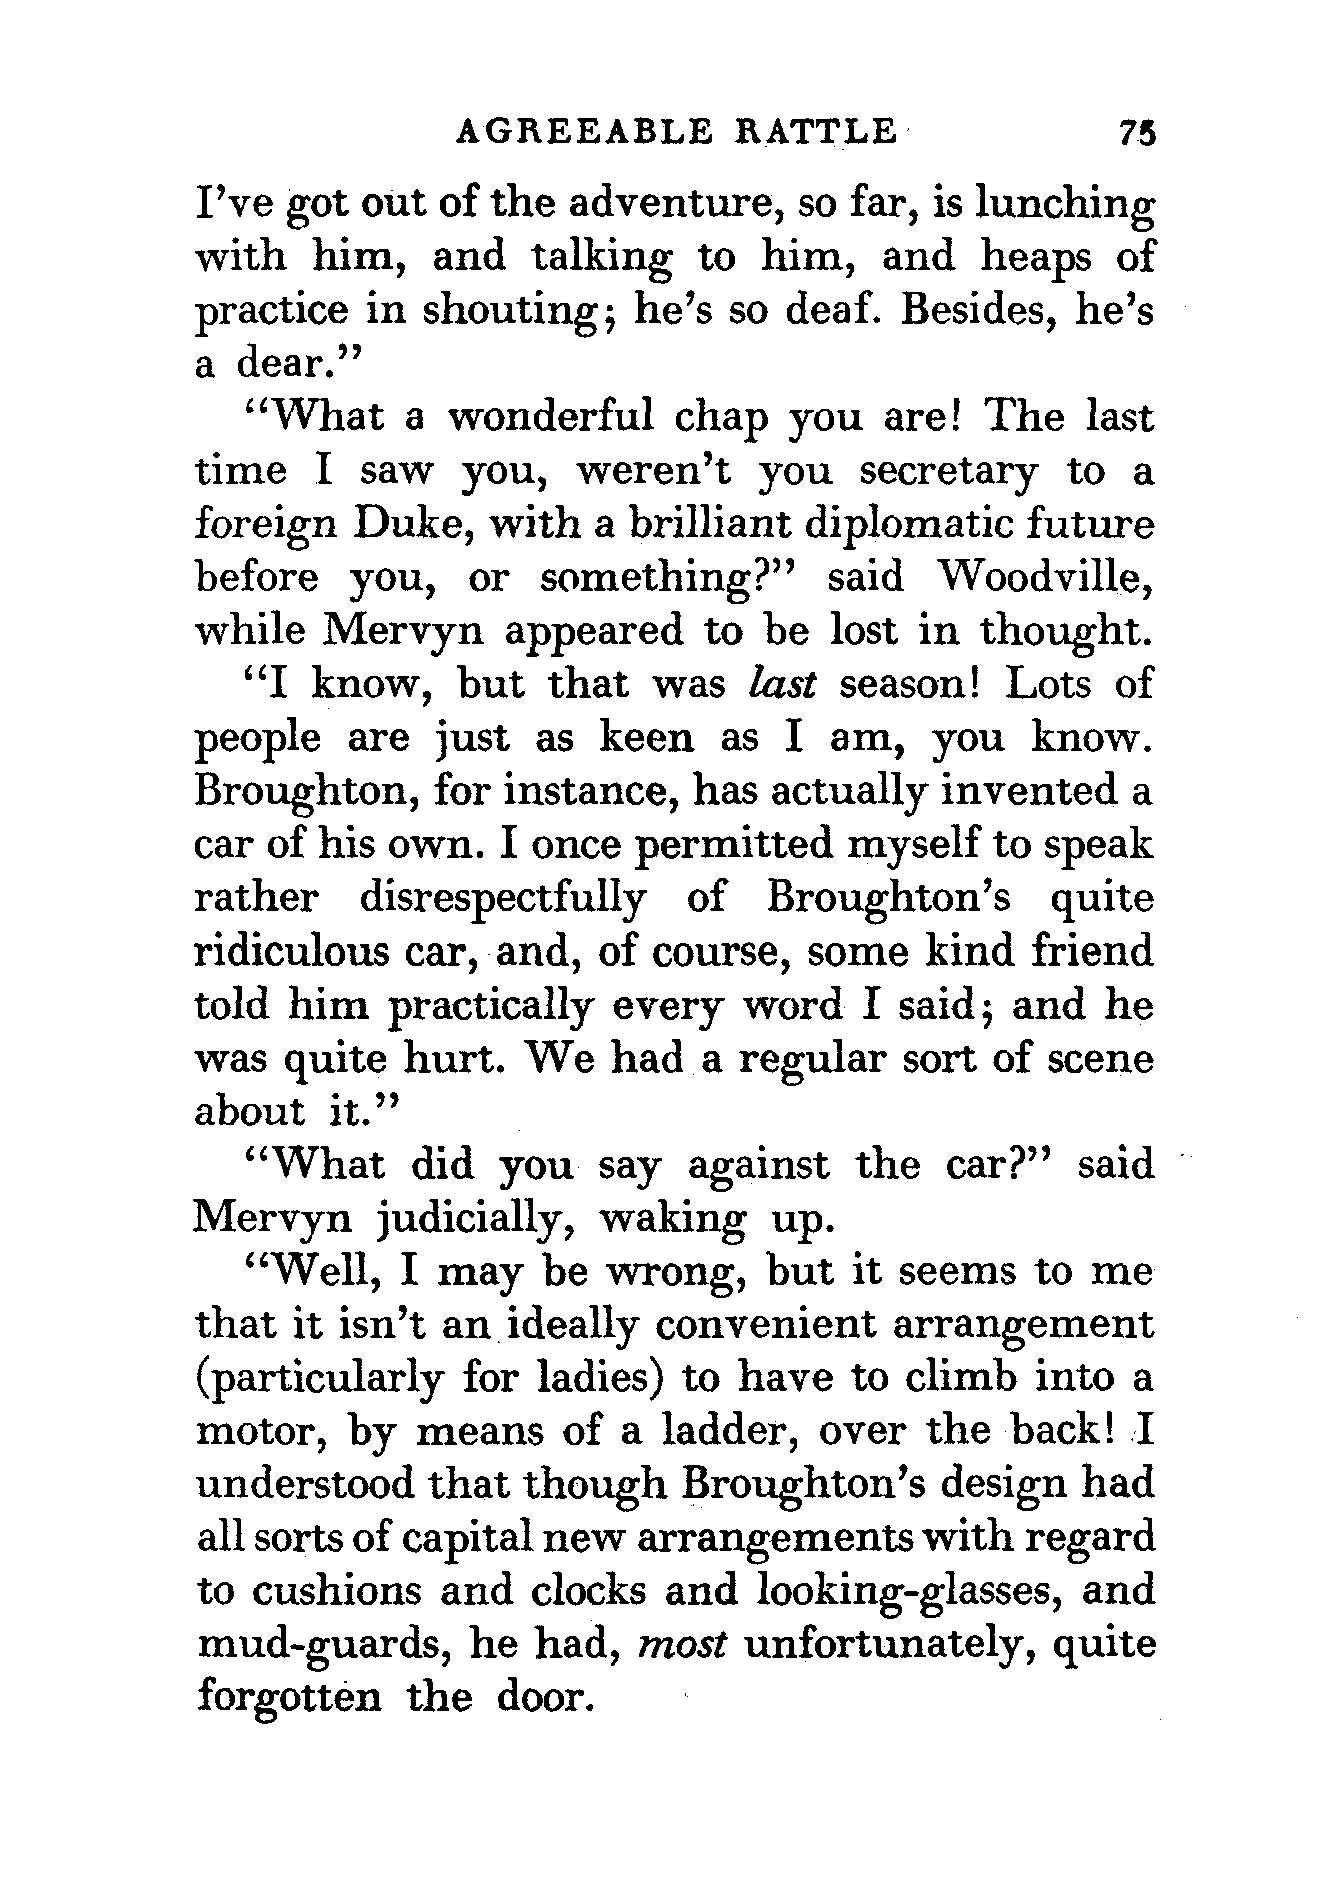 AGREEABLE RATTLE 75
I've got out of the adventure, so far, is lunching
with him, and talking to him, and heaps of
practice in shouting; he's so deaf. Besides, he's
a dear."
"What a wonderful chap you are! The last
time I saw you, weren't you secretary to a
foreign Duke, with a brilliant diplomatic future
before you, or something?" said Woodville,
while Mervyn appeared to be lost in thought.
"I know, but that was last season! Lots of
people are just as keen as I am, you know.
Broughton, for instance, has actually invented a
car of his own. I once permitted myself to speak
rather disrespectfully of Broughton's quite
ridiculous car, and, of course, some kind friend
told him practically every word I said; and he
was quite hurt. We had a regular sort of scene
about it."
"What did you say against the car?" said
Mervyn judicially, waking up.
"Well, I may be wrong, but it seems to me
that it isn't an ideally convenient arrangement
(particularly for ladies) to have to climb into a
motor, by means of a ladder, over the back! I
understood that though Broughton's design had
all sorts of capital new arrangements with regard
to cushions and clocks and looking-glasses, and
mud-guards, he had, most unfortunately, quite
forgotten the door.